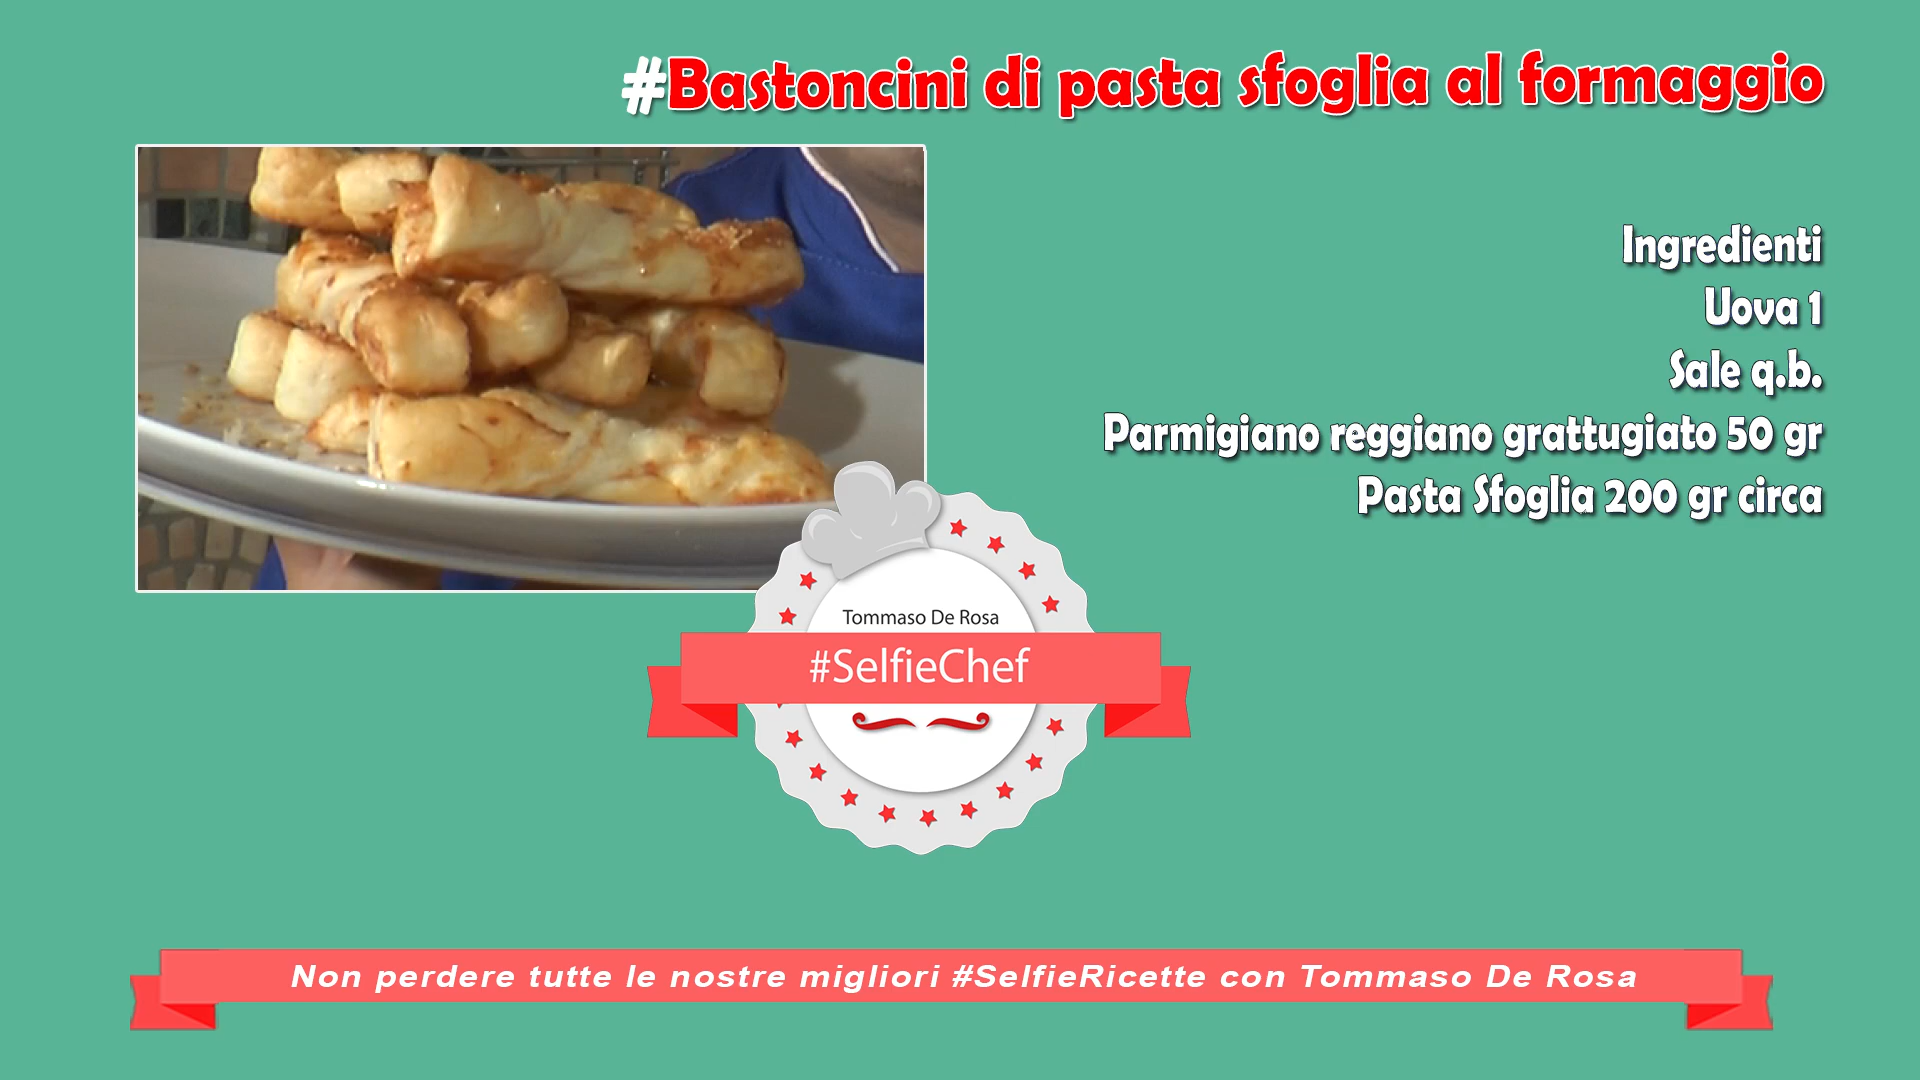 #Bastoncini di pasta sfoglia al formaggio
Ingredienti
Uova 1
Sale q.b.
Parmigiano reggiano grattugiato 50 gr
Pasta Sfoglia 200 gr circa
Tommaso De Rosa
#SelfieChef
Non perdere tutte le nostre migliori #SelfieRicette con Tommaso De Rosa